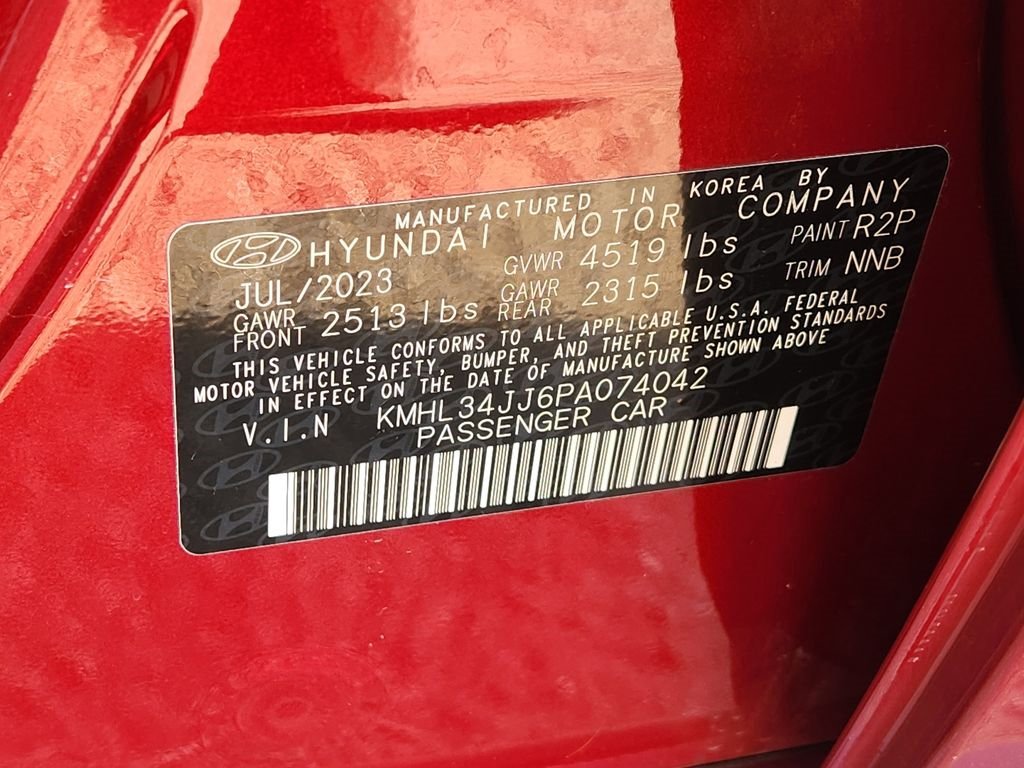 MANUFACTURED IN KOREA BY
HYUNDAI MOTOR COMPANY
JUL/2023 GVWR 4519 lbs PAINT R2P
GAWR FRONT 2513 lbs GAWR REAR 2315 lbs TRIM NNB
THIS VEHICLE CONFORMS TO ALL APPLICABLE U.S.A. FEDERAL
MOTOR VEHICLE SAFETY, BUMPER, AND THEFT PREVENTION STANDARDS
IN EFFECT ON THE DATE OF MANUFACTURE SHOWN ABOVE
V.I.N KMHL34JJ6PA074042
PASSENGER CAR